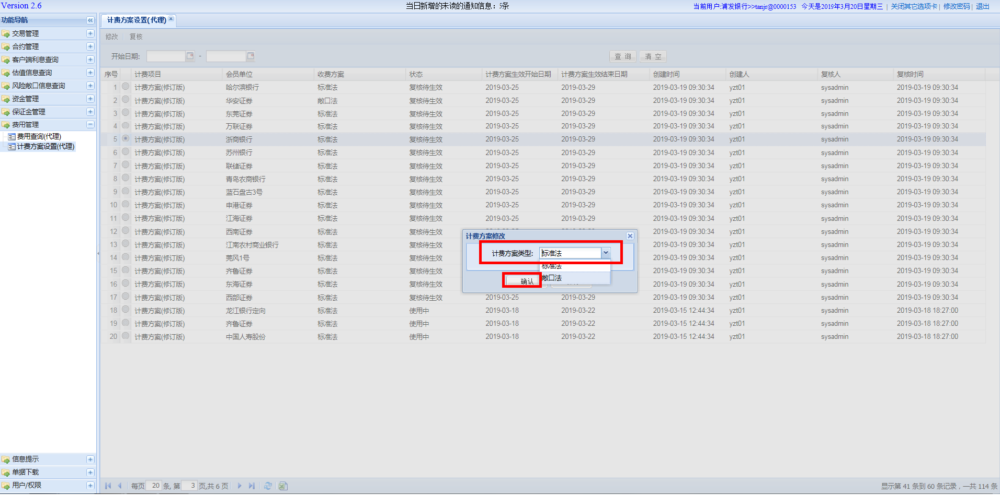 Version 2.6
当日新增的未读的通知信息：5条
当前用户:浦发银行>>tanjr@0000153 今天是2019年3月20日星期三 | 关闭其它选项卡 | 修改密码 | 退出
功能导航
交易管理
合约管理
客户端利息查询
估值信息查询
风险敞口信息查询
资金管理
保证金管理
费用管理
费用查询(代理)
计费方案设置(代理)
信息提示
单据下载
用户/权限
计费方案设置(代理)
修改 复核
开始日期: - 查 询 清 空
序号 计费项目 会员单位 收费方案 状态 计费方案生效开始日期 计费方案生效结束日期 创建时间 创建人 复核人 复核时间
1 计费方案(修订版) 哈尔滨银行 标准法 复核待生效 2019-03-25 2019-03-29 2019-03-19 09:30:34 yzt01 sysadmin 2019-03-19 09:30:34
2 计费方案(修订版) 华安证券 敞口法 复核待生效 2019-03-25 2019-03-29 2019-03-19 09:30:34 yzt01 sysadmin 2019-03-19 09:30:34
3 计费方案(修订版) 东莞证券 标准法 复核待生效 2019-03-25 2019-03-29 2019-03-19 09:30:34 yzt01 sysadmin 2019-03-19 09:30:34
4 计费方案(修订版) 万联证券 标准法 复核待生效 2019-03-25 2019-03-29 2019-03-19 09:30:34 yzt01 sysadmin 2019-03-19 09:30:34
5 计费方案(修订版) 浙商银行 标准法 复核待生效 2019-03-25 2019-03-29 2019-03-19 09:30:34 yzt01 sysadmin 2019-03-19 09:30:34
6 计费方案(修订版) 苏州银行 标准法 复核待生效 2019-03-25 2019-03-29 2019-03-19 09:30:34 yzt01 sysadmin 2019-03-19 09:30:34
7 计费方案(修订版) 联储证券 标准法 复核待生效 2019-03-25 2019-03-29 2019-03-19 09:30:34 yzt01 sysadmin 2019-03-19 09:30:34
8 计费方案(修订版) 青岛农商银行 标准法 复核待生效 2019-03-25 2019-03-29 2019-03-19 09:30:34 yzt01 sysadmin 2019-03-19 09:30:34
9 计费方案(修订版) 蓝石盘古3号 标准法 复核待生效 2019-03-25 2019-03-29 2019-03-19 09:30:34 yzt01 sysadmin 2019-03-19 09:30:34
10 计费方案(修订版) 申港证券 标准法 复核待生效 2019-03-25 2019-03-29 2019-03-19 09:30:34 yzt01 sysadmin 2019-03-19 09:30:34
11 计费方案(修订版) 江海证券 标准法 复核待生效 2019-03-25 2019-03-29 2019-03-19 09:30:34 yzt01 sysadmin 2019-03-19 09:30:34
12 计费方案(修订版) 西南证券 标准法 复核待生效 2019-03-19 09:30:34 yzt01 sysadmin 2019-03-19 09:30:34
13 计费方案(修订版) 江南农村商业银行 标准法 复核待生效 2019-03-19 09:30:34 yzt01 sysadmin 2019-03-19 09:30:34
14 计费方案(修订版) 莞风1号 标准法 复核待生效 2019-03-19 09:30:34 yzt01 sysadmin 2019-03-19 09:30:34
15 计费方案(修订版) 齐鲁证券 标准法 复核待生效 2019-03-19 09:30:34 yzt01 sysadmin 2019-03-19 09:30:34
16 计费方案(修订版) 东海证券 标准法 复核待生效 2019-03-19 09:30:34 yzt01 sysadmin 2019-03-19 09:30:34
17 计费方案(修订版) 西部证券 标准法 复核待生效 2019-03-25 2019-03-29 2019-03-19 09:30:34 yzt01 sysadmin 2019-03-19 09:30:34
18 计费方案(修订版) 龙江银行定向 标准法 使用中 2019-03-18 2019-03-22 2019-03-15 12:44:34 yzt01 sysadmin 2019-03-18 18:27:00
19 计费方案(修订版) 齐鲁证券 标准法 使用中 2019-03-18 2019-03-22 2019-03-15 12:44:34 yzt01 sysadmin 2019-03-18 18:27:00
20 计费方案(修订版) 中国人寿股份 标准法 使用中 2019-03-18 2019-03-22 2019-03-15 12:44:34 yzt01 sysadmin 2019-03-18 18:27:00
计费方案修改
计费方案类型: 标准法
标准法
敞口法
确认
每页 20 条, 第 3 页,共 6 页
显示第 41 条到 60 条记录，一共 114 条